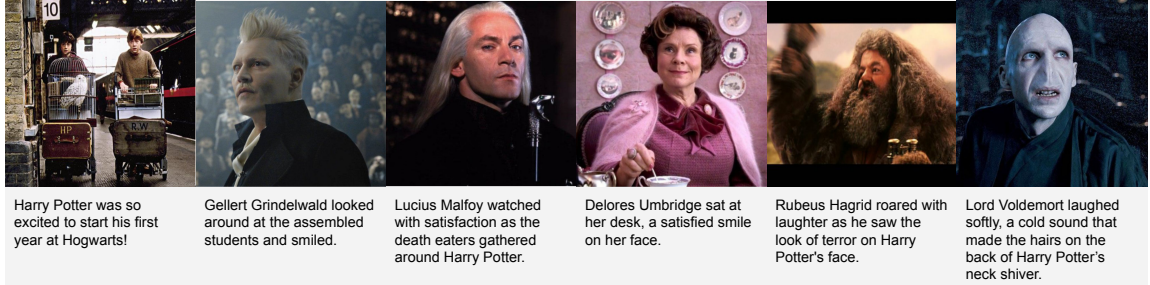 10
HP
R.W
Harry Potter was so
excited to start his first
year at Hogwarts!
Gellert Grindelwald looked
around at the assembled
students and smiled.
Lucius Malfoy watched
with satisfaction as the
death eaters gathered
around Harry Potter.
Delores Umbridge sat at
her desk, a satisfied smile
on her face.
Rubeus Hagrid roared with
laughter as he saw the
look of terror on Harry
Potter's face.
Lord Voldemort laughed
softly, a cold sound that
made the hairs on the
back of Harry Potter’s
neck shiver.